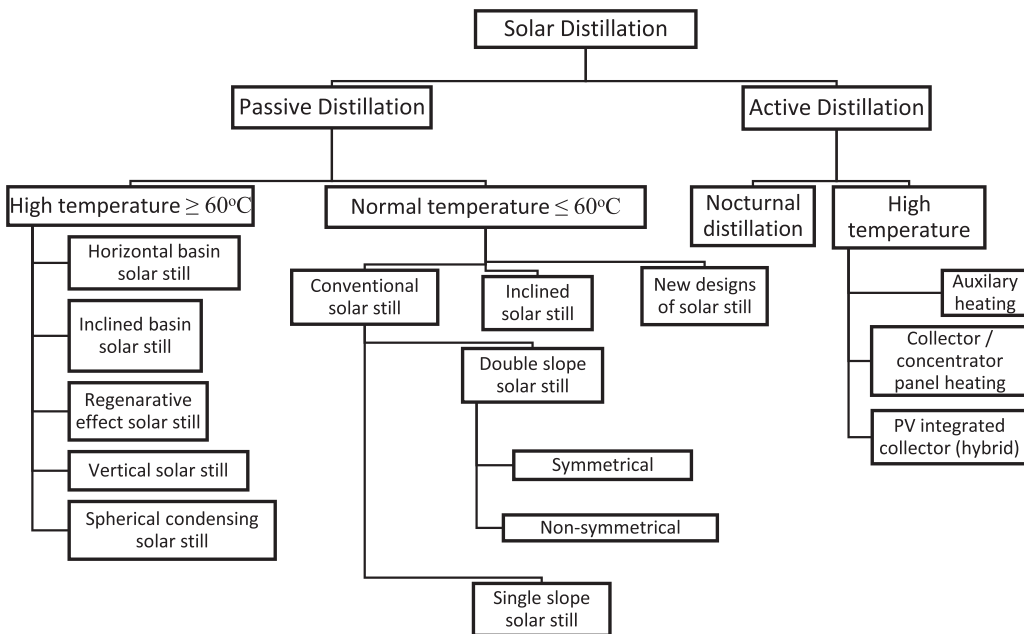 Solar Distillation
Passive Distillation
Active Distillation
High temperature ≥ 60ºC
Normal temperature ≤ 60ºC
Nocturnal
distillation
High
temperature
Horizontal basin
solar still
Inclined basin
solar still
Regenarative
effect solar still
Vertical solar still
Spherical condensing
solar still
Conventional
solar still
Inclined
solar still
New designs
of solar still
Double slope
solar still
Symmetrical
Non-symmetrical
Single slope
solar still
Auxilary
heating
Collector /
concentrator
panel heating
PV integrated
collector (hybrid)